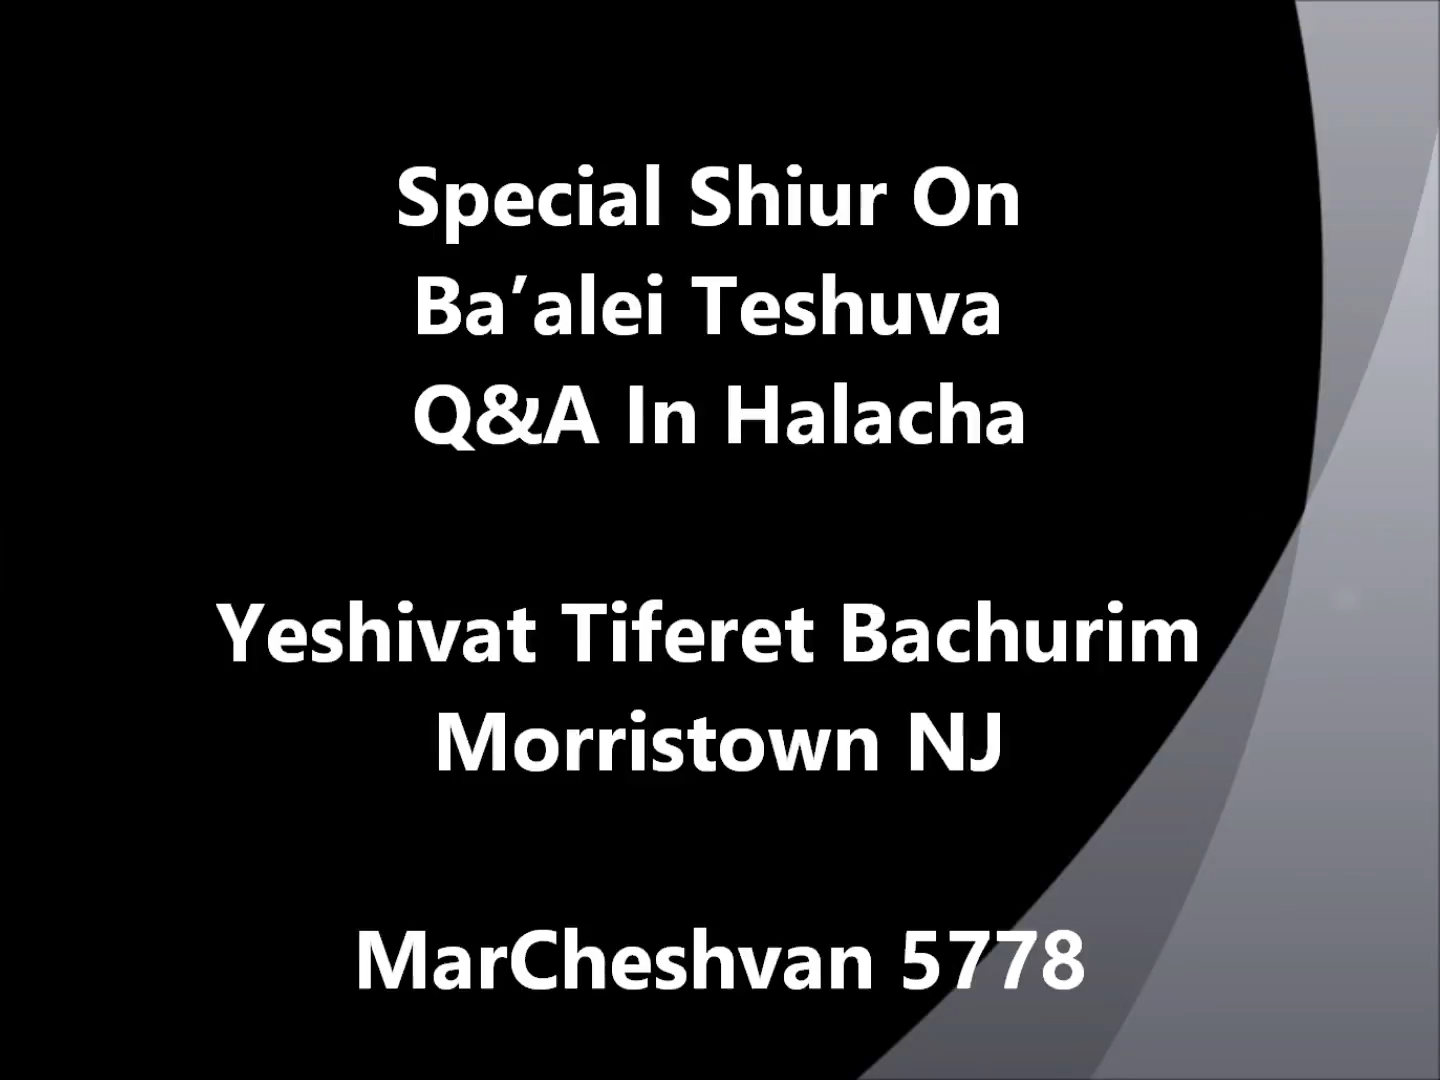 Special Shiur On
Ba’alei Teshuva
Q&A In Halacha
Yeshivat Tiferet Bachurim
Morristown NJ
MarCheshvan 5778